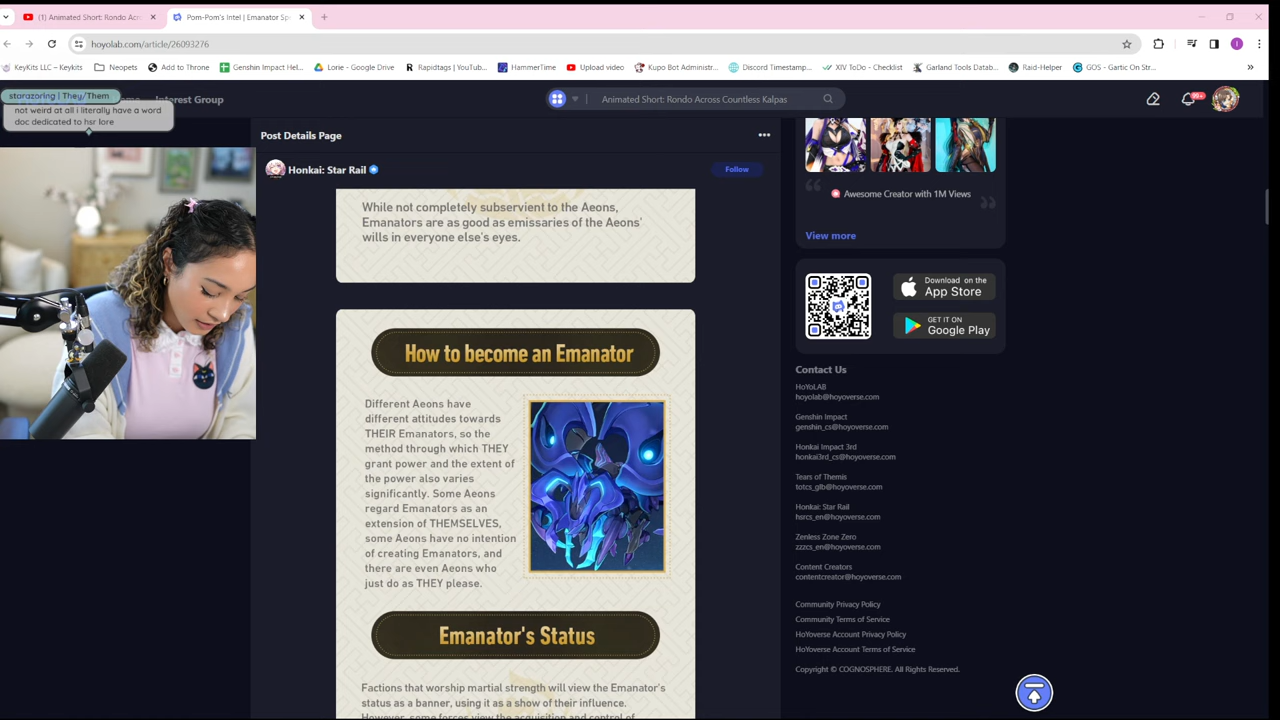 (1) Animated Short: Rondo Acro
Pom-Pom's Intel | Emanator Spe
hoyolab.com/article/26093276
KeyKits LLC – Keykits
Neopets
Add to Throne
Genshin Impact Hel...
Lorie - Google Drive
Rapidtags | YouTub...
HammerTime
Upload video
Kupo Bot Administr...
Discord Timestamp...
XIV ToDo - Checklist
Garland Tools Datab...
Raid-Helper
GOS - Gartic On Str...
storazoring | They/Them
not weird at all i literally have a word
doc dedicated to hsr lore
Interest Group
Animated Short: Rondo Across Countless Kalpas
99+
Post Details Page
Honkai: Star Rail
Follow
While not completely subservient to the Aeons,
Emanators are as good as emissaries of the Aeons'
wills in everyone else's eyes.
How to become an Emanator
Different Aeons have
different attitudes towards
THEIR Emanators, so the
method through which THEY
grant power and the extent of
the power also varies
significantly. Some Aeons
regard Emanators as an
extension of THEMSELVES,
some Aeons have no intention
of creating Emanators, and
there are even Aeons who
just do as THEY please.
Emanator's Status
Factions that worship martial strength will view the Emanator's
status as a banner, using it as a show of their influence.
However, some forces view the acquisition and control of
Awesome Creator with 1M Views
View more
Download on the
App Store
GET IT ON
Google Play
Contact Us
HoYoLAB
hoyolab@hoyoverse.com
Genshin Impact
genshin_cs@hoyoverse.com
Honkai Impact 3rd
honkai3rd_cs@hoyoverse.com
Tears of Themis
totcs_glb@hoyoverse.com
Honkai: Star Rail
hsrcs_en@hoyoverse.com
Zenless Zone Zero
zzzcs_en@hoyoverse.com
Content Creators
contentcreator@hoyoverse.com
Community Privacy Policy
Community Terms of Service
HoYoverse Account Privacy Policy
HoYoverse Account Terms of Service
Copyright © COGNOSPHERE. All Rights Reserved.